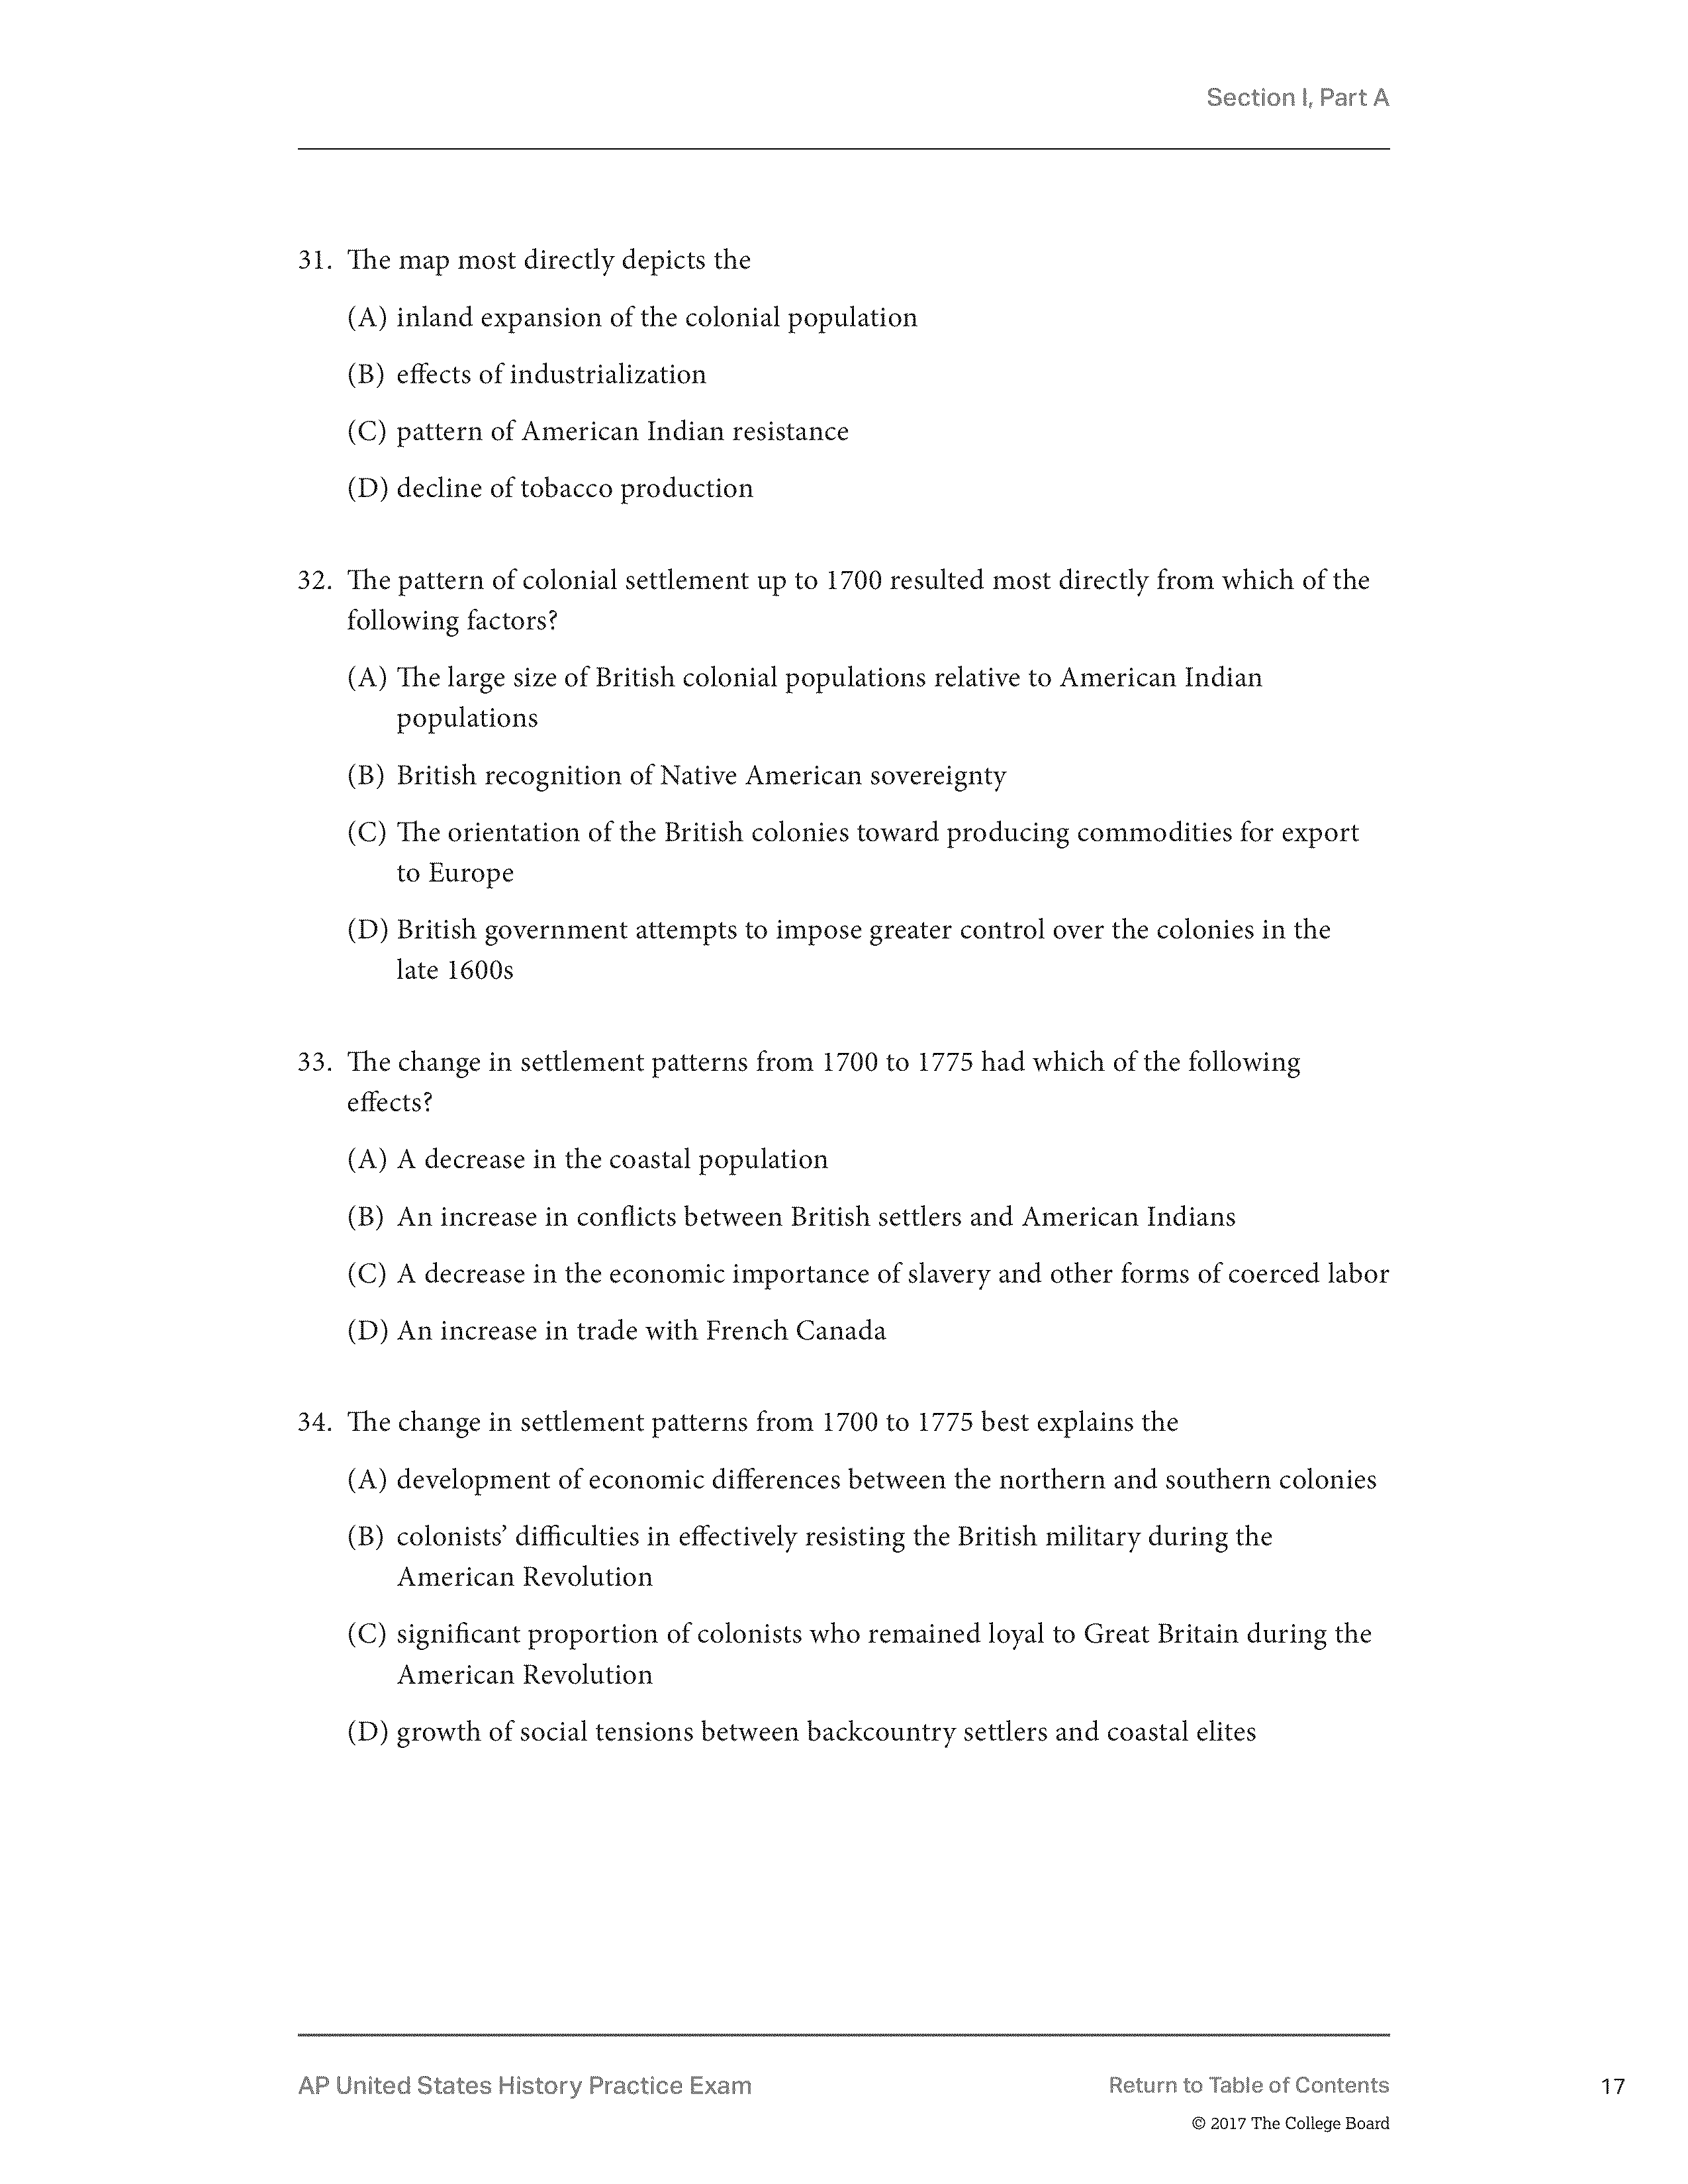 Section I, Part A
31. The map most directly depicts the
(A) inland expansion of the colonial population
(B) effects of industrialization
(C) pattern of American Indian resistance
(D) decline of tobacco production
32. The pattern of colonial settlement up to 1700 resulted most directly from which of the
following factors?
(A) The large size of British colonial populations relative to American Indian
populations
(B) British recognition of Native American sovereignty
(C) The orientation of the British colonies toward producing commodities for export
to Europe
(D) British government attempts to impose greater control over the colonies in the
late 1600s
33. The change in settlement patterns from 1700 to 1775 had which of the following
effects?
(A) A decrease in the coastal population
(B) An increase in conflicts between British settlers and American Indians
(C) A decrease in the economic importance of slavery and other forms of coerced labor
(D) An increase in trade with French Canada
34. The change in settlement patterns from 1700 to 1775 best explains the
(A) development of economic differences between the northern and southern colonies
(B) colonists’ difficulties in effectively resisting the British military during the
American Revolution
(C) significant proportion of colonists who remained loyal to Great Britain during the
American Revolution
(D) growth of social tensions between backcountry settlers and coastal elites
AP United States History Practice Exam
Return to Table of Contents
17
© 2017 The College Board